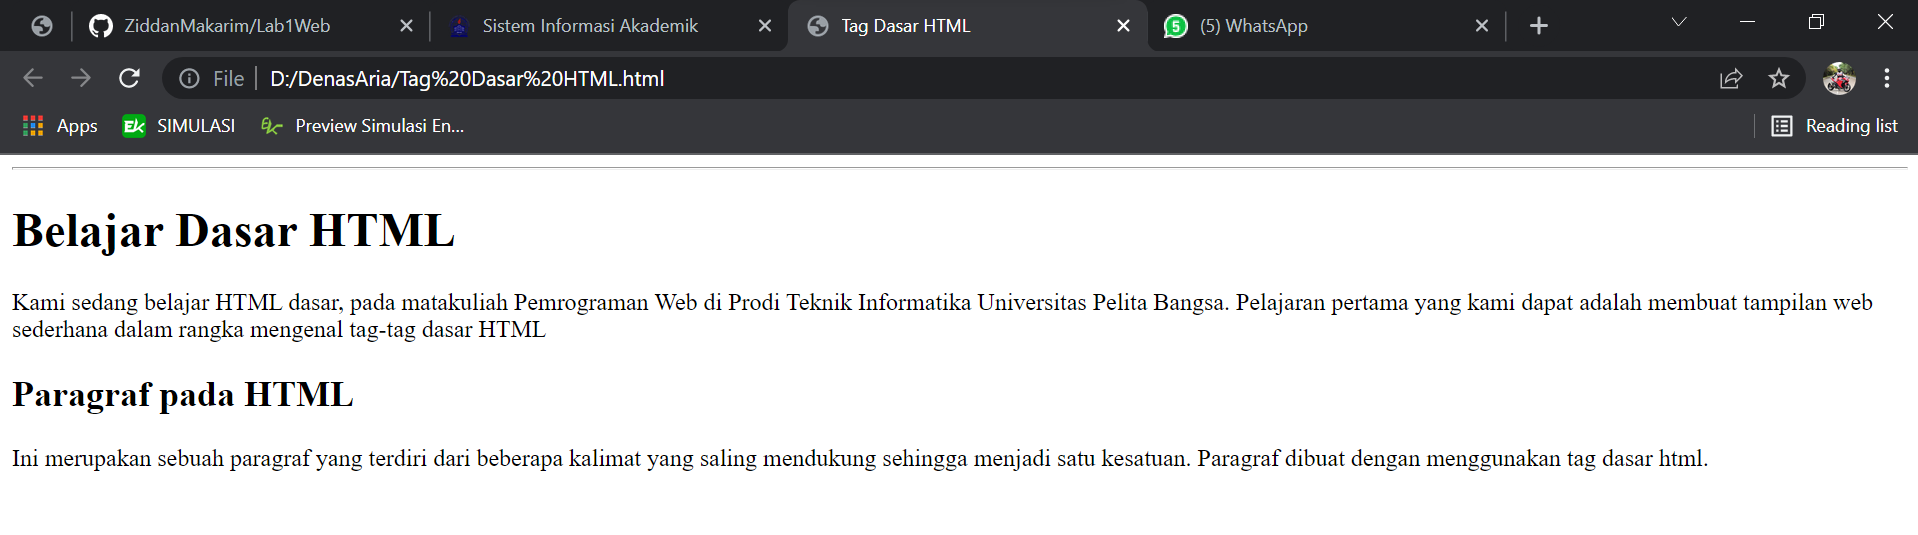 ZiddanMakarim/Lab1Web
Sistem Informasi Akademik
Tag Dasar HTML
5
(5) WhatsApp
File
D:/DenasAria/Tag%20Dasar%20HTML.html
Apps
Ek
SIMULASI
Ek
Preview Simulasi En...
Reading list
Belajar Dasar HTML
Kami sedang belajar HTML dasar, pada matakuliah Pemrograman Web di Prodi Teknik Informatika Universitas Pelita Bangsa. Pelajaran pertama yang kami dapat adalah membuat tampilan web
sederhana dalam rangka mengenal tag-tag dasar HTML
Paragraf pada HTML
Ini merupakan sebuah paragraf yang terdiri dari beberapa kalimat yang saling mendukung sehingga menjadi satu kesatuan. Paragraf dibuat dengan menggunakan tag dasar html.